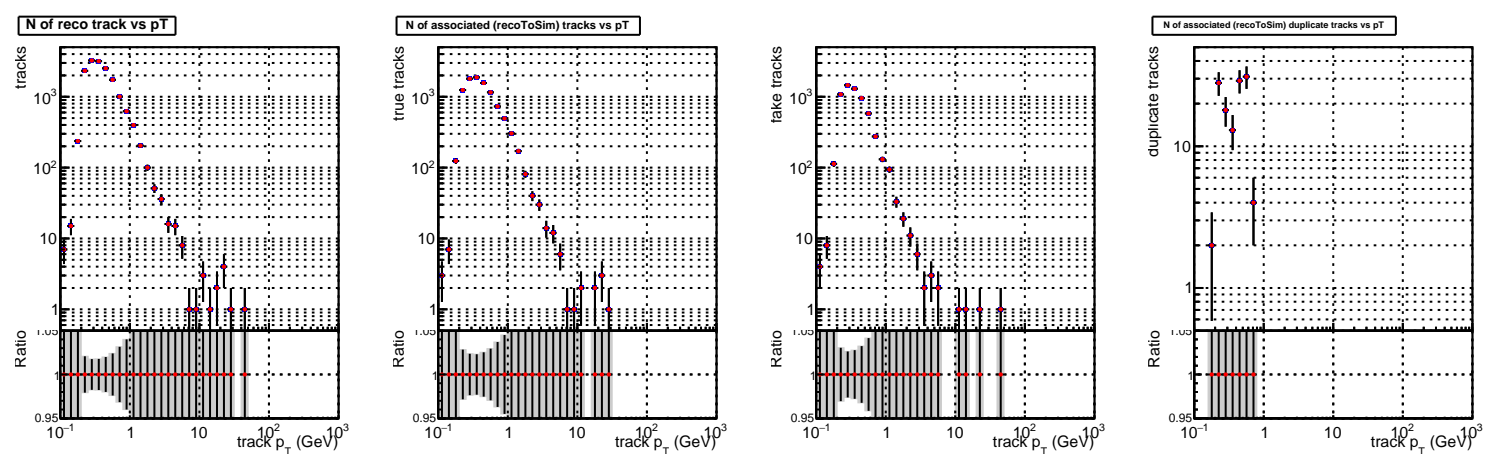 N of reco track vs pT
N of associated (recoToSim) tracks vs pT
N of associated (recoToSim) duplicate tracks vs pT
tracks
10³
10²
10
1
Ratio
1.05
1
0.95
10⁻¹ 1 10 10² 10³
track p_T (GeV)
true tracks
10³
10²
10
1
Ratio
1.05
1
0.95
10⁻¹ 1 10 10² 10³
track p_T (GeV)
fake tracks
10³
10²
10
1
Ratio
1.05
1
0.95
10⁻¹ 1 10 10² 10³
track p_T (GeV)
duplicate tracks
10
1
Ratio
1.05
1
0.95
10⁻¹ 1 10 10² 10³
track p_T (GeV)